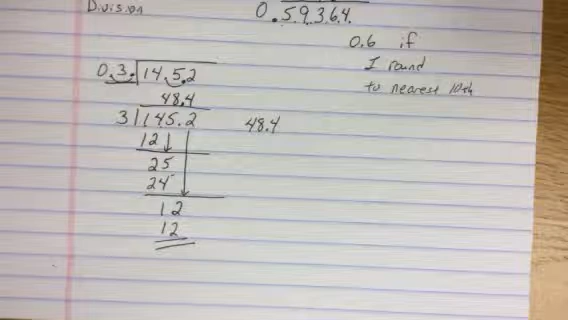 Division
0.59364
0.6 if
I round
to nearest 10th
0.3. 14.5.2
48.4
3 145.2 48.4
12
25
24
12
12